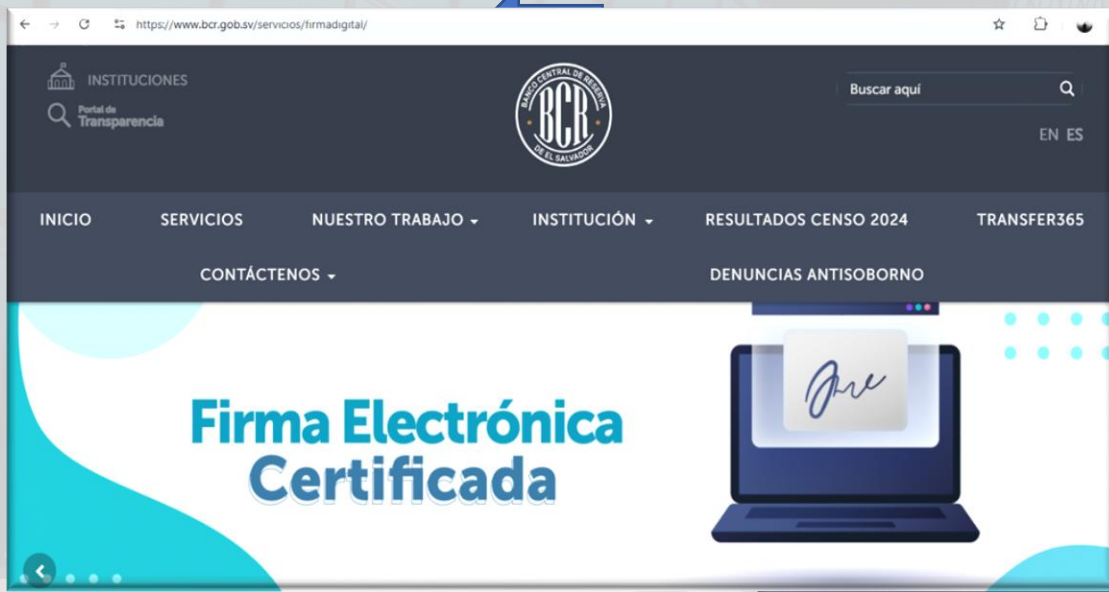 https://www.bcr.gob.sv/servicios/firmadigital/
INSTITUCIONES
Portal de
Transparencia
BANCO CENTRAL DE RESERVA
BCR
DE EL SALVADOR
Buscar aquí
EN ES
INICIO SERVICIOS NUESTRO TRABAJO INSTITUCIÓN RESULTADOS CENSO 2024 TRANSFER365
CONTÁCTENOS DENUNCIAS ANTISOBORNO
Firma Electrónica
Certificada